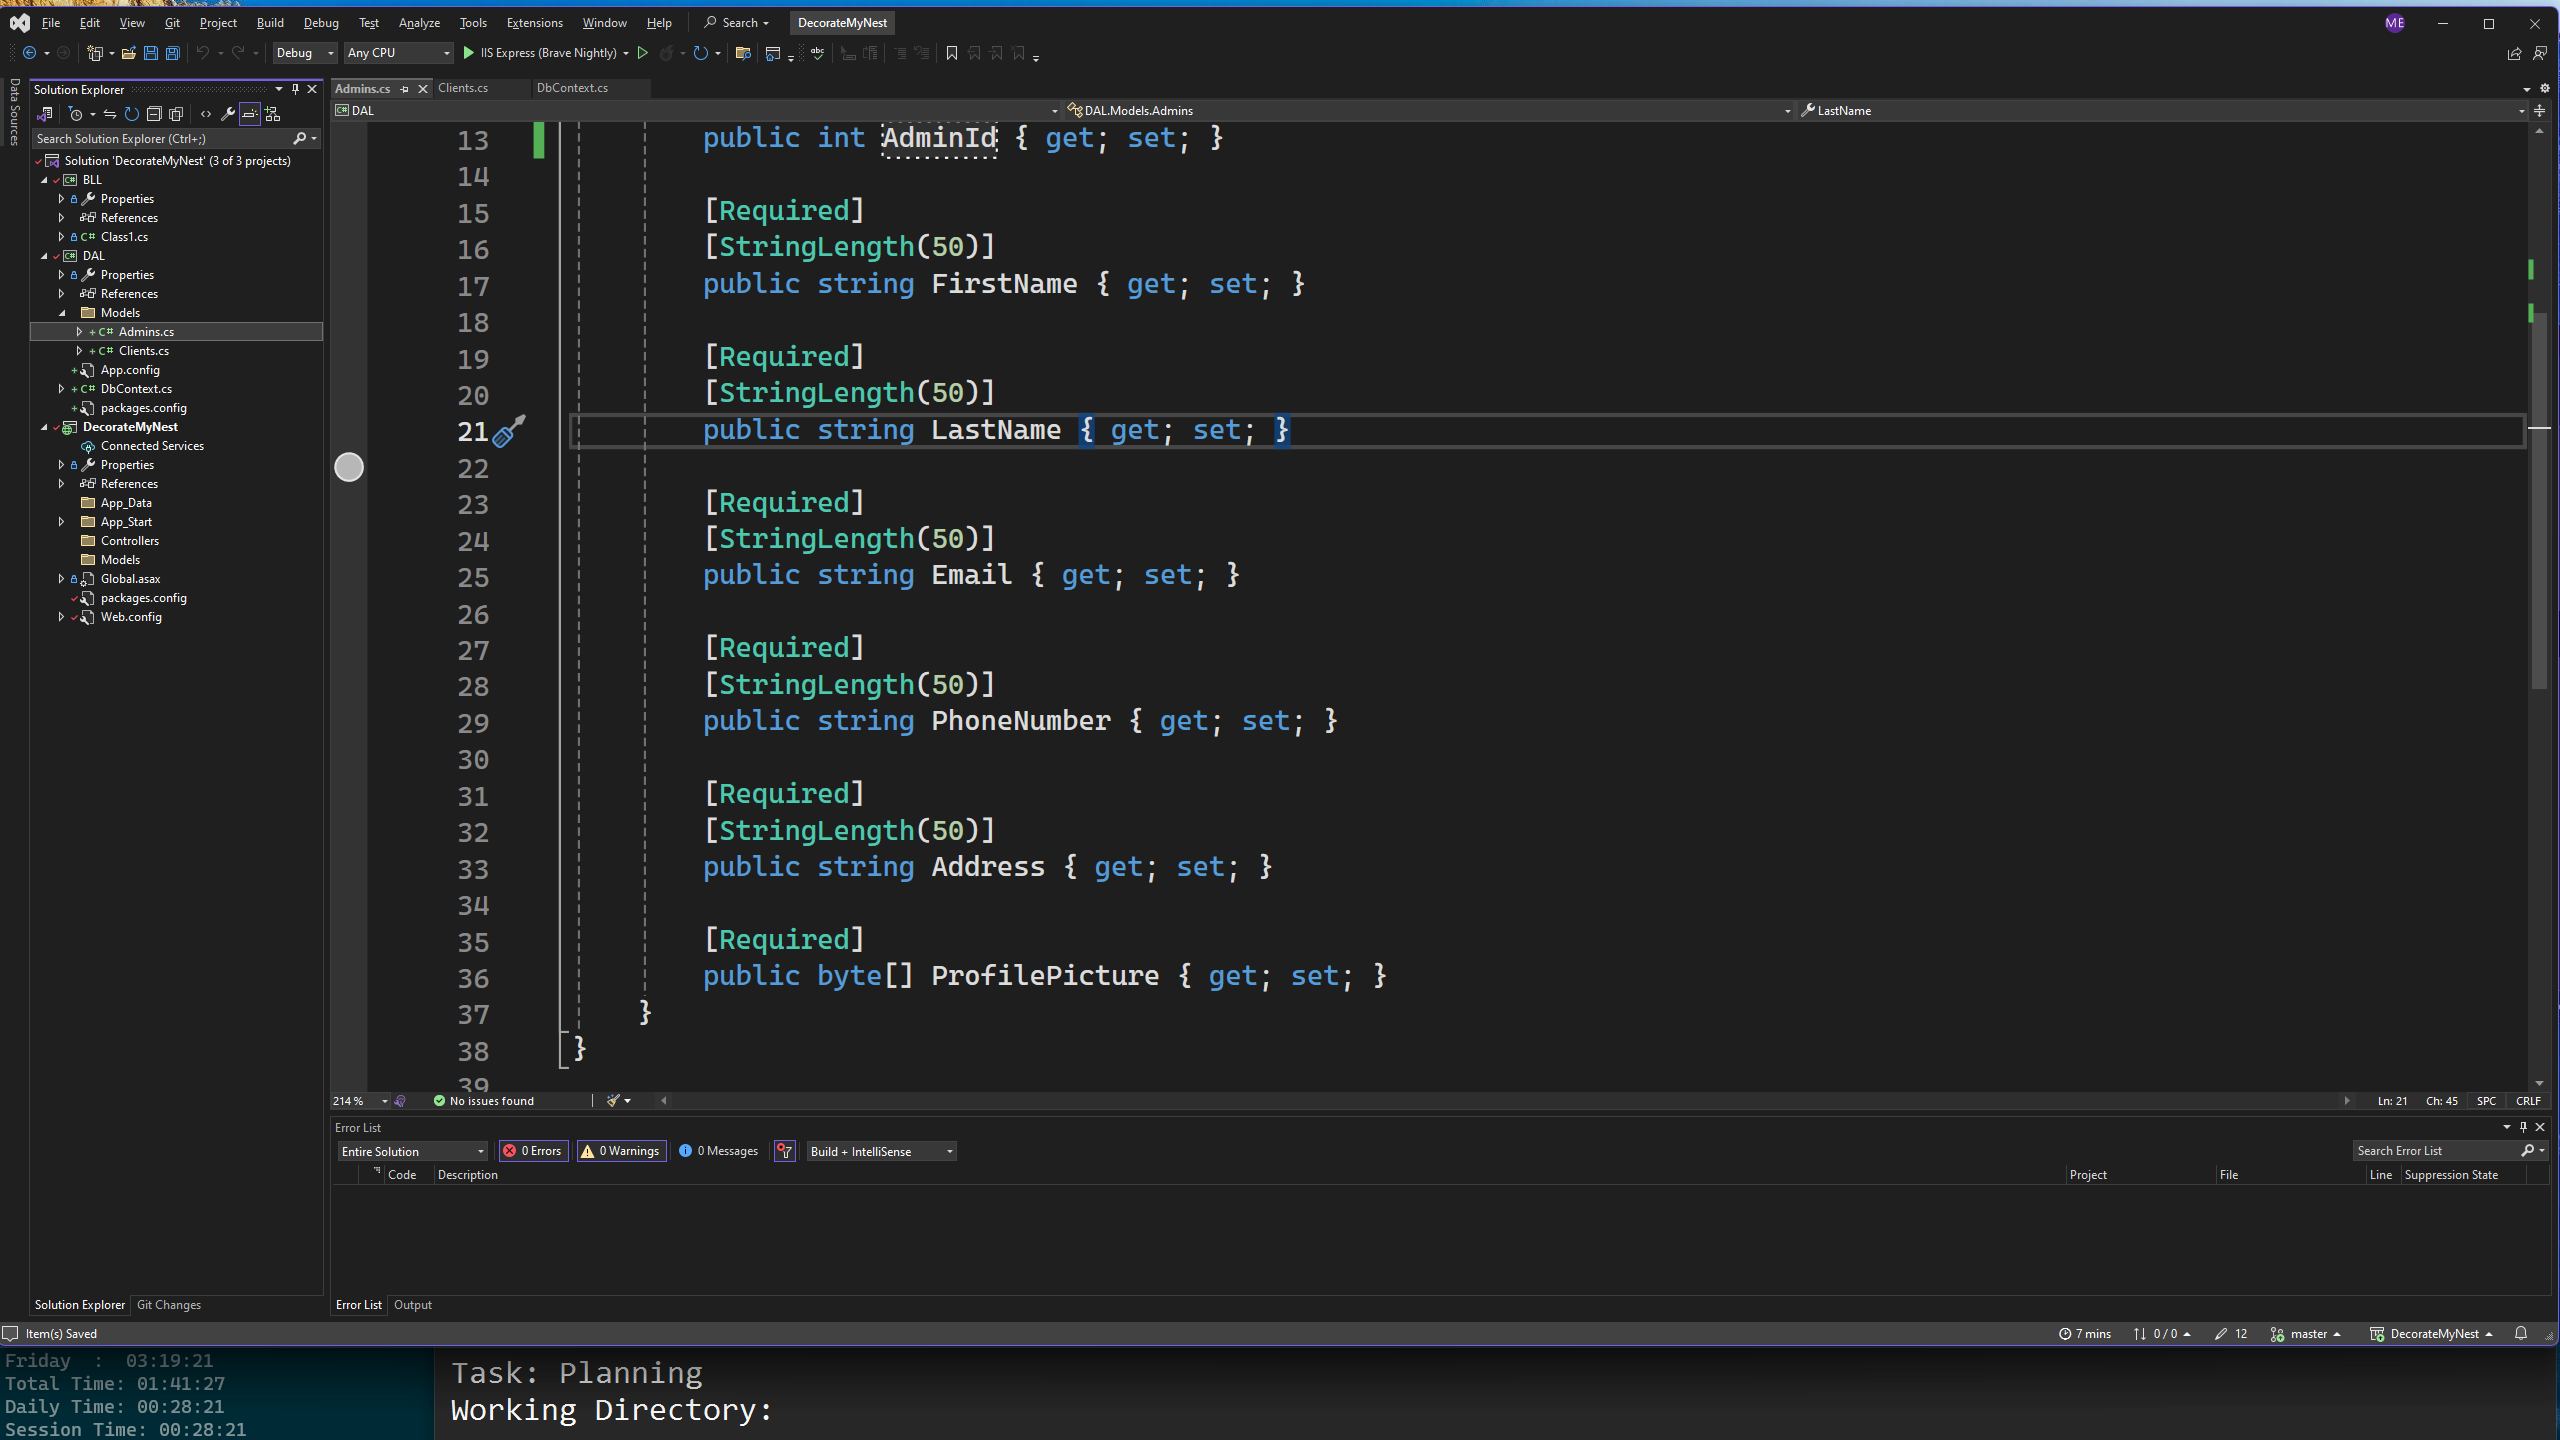 File Edit View Git Project Build Debug Test Analyze Tools Extensions Window Help Search DecorateMyNest ME
Debug Any CPU IIS Express (Brave Nightly)
Data Sources
Solution Explorer
Search Solution Explorer (Ctrl+;)
Solution 'DecorateMyNest' (3 of 3 projects)
BLL
Properties
References
C# Class1.cs
DAL
Properties
References
Models
C# Admins.cs
C# Clients.cs
App.config
C# DbContext.cs
packages.config
DecorateMyNest
Connected Services
Properties
References
App_Data
App_Start
Controllers
Models
Global.asax
packages.config
Web.config
Solution Explorer Git Changes
Admins.cs Clients.cs DbContext.cs
DAL DAL.Models.Admins LastName
13 public int AdminId { get; set; }
14
15 [Required]
16 [StringLength(50)]
17 public string FirstName { get; set; }
18
19 [Required]
20 [StringLength(50)]
21 public string LastName { get; set; }
22
23 [Required]
24 [StringLength(50)]
25 public string Email { get; set; }
26
27 [Required]
28 [StringLength(50)]
29 public string PhoneNumber { get; set; }
30
31 [Required]
32 [StringLength(50)]
33 public string Address { get; set; }
34
35 [Required]
36 public byte[] ProfilePicture { get; set; }
37 }
38 }
39
214 % No issues found Ln: 21 Ch: 45 SPC CRLF
Error List
Entire Solution 0 Errors 0 Warnings 0 Messages Build + IntelliSense Search Error List
Code Description Project File Line Suppression State
Error List Output
Item(s) Saved 7 mins 0 / 0 12 master DecorateMyNest
Friday : 03:19:21
Total Time: 01:41:27
Daily Time: 00:28:21
Session Time: 00:28:21
Task: Planning
Working Directory: